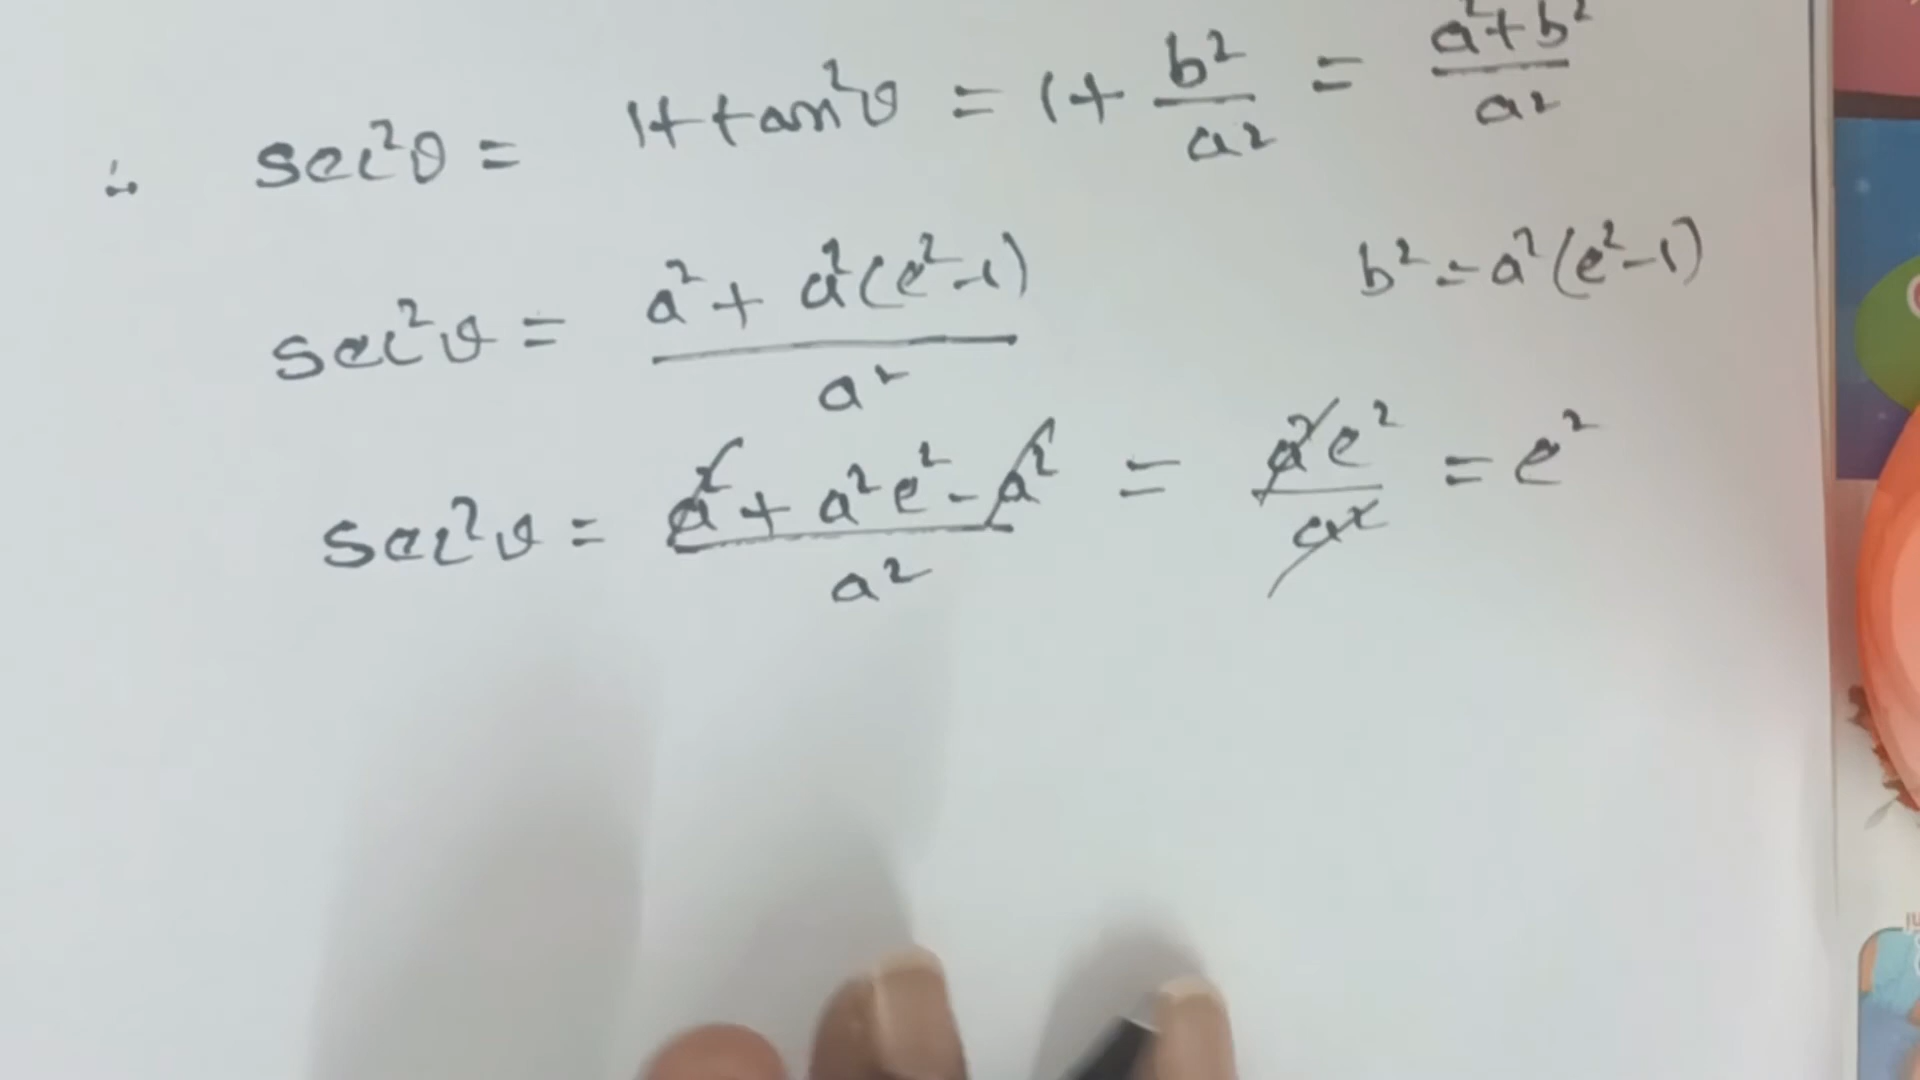 ∴ sec²θ = 1+tan²θ = 1+ b²/a² = a²+b²/a²
sec²θ = a²+a²(e²-1)/a² b²=a²(e²-1)
sec²θ = a²+a²e²-a²/a² = a²e²/a² = e²